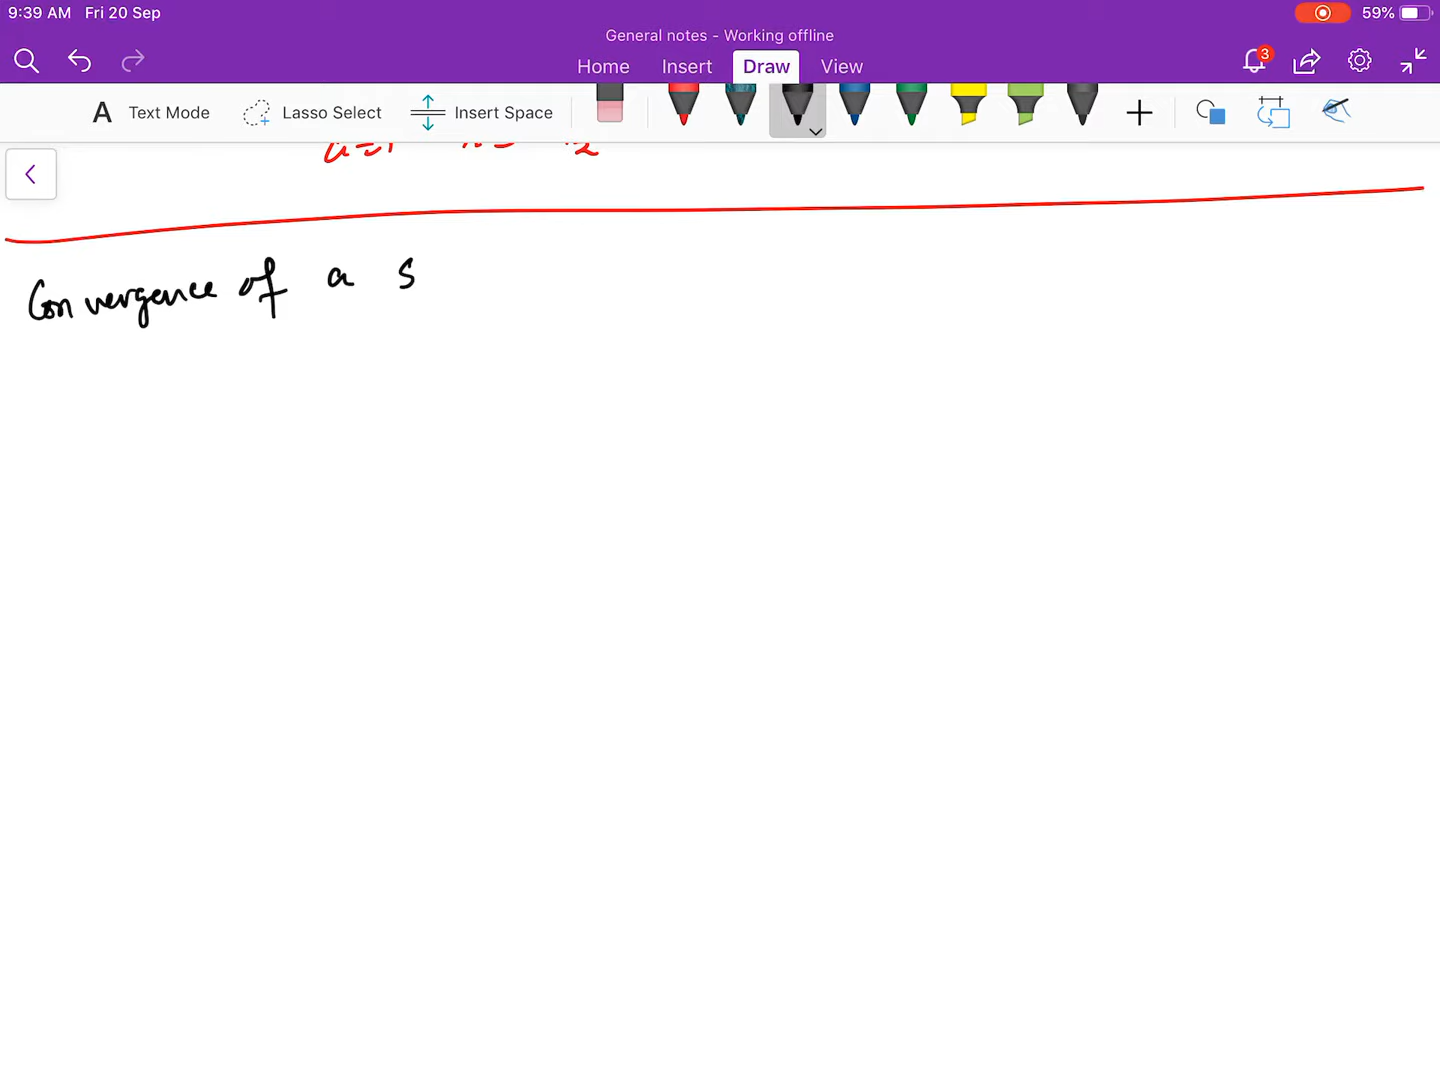 9:39 AM Fri 20 Sep 59%
General notes - Working offline
Home Insert Draw View 3
A Text Mode Lasso Select Insert Space
Convergence of a s